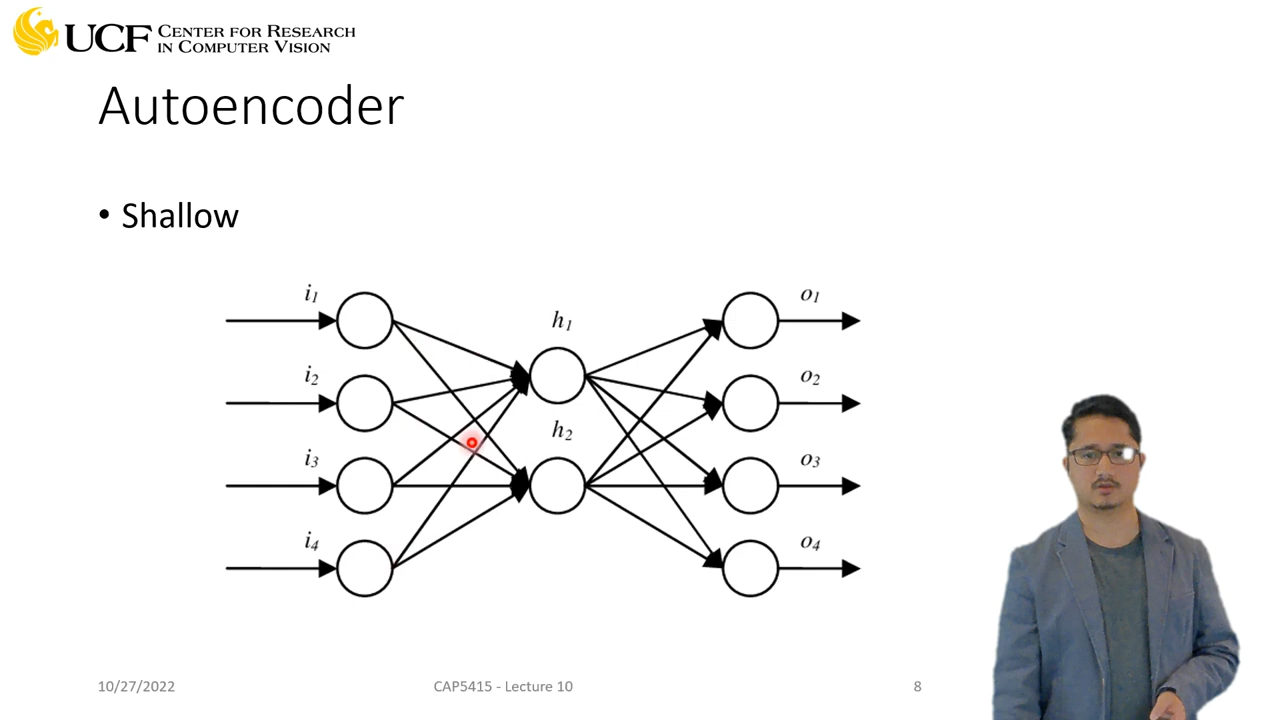 UCF CENTER FOR RESEARCH
IN COMPUTER VISION
Autoencoder
• Shallow
i1
h1
o1
i2
o2
h2
i3
o3
i4
o4
10/27/2022
CAP5415 - Lecture 10
8